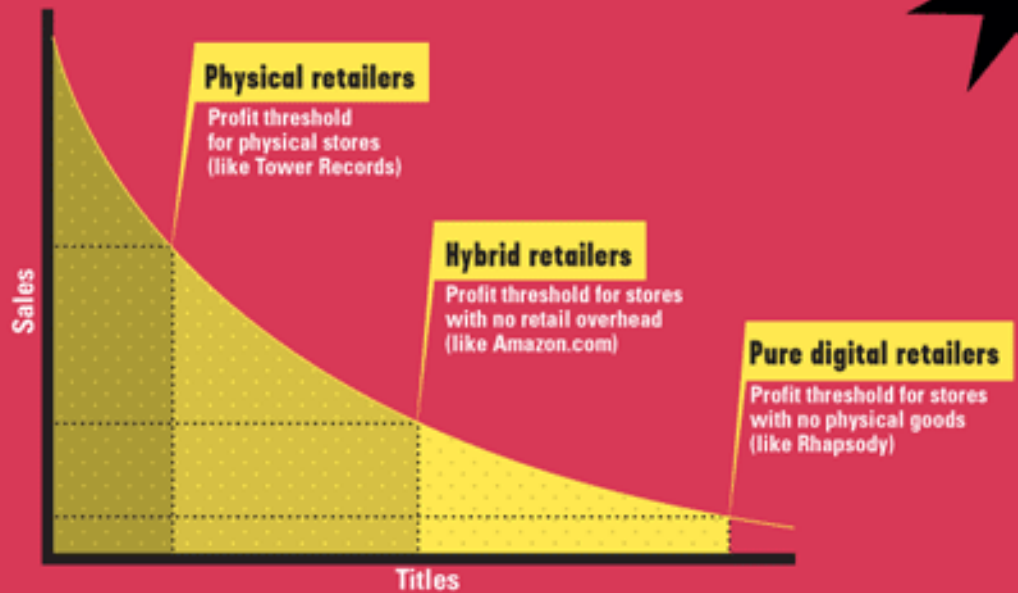 Physical retailers
Profit threshold
for physical stores
(like Tower Records)
Hybrid retailers
Profit threshold for stores
with no retail overhead
(like Amazon.com)
Pure digital retailers
Profit threshold for stores
with no physical goods
(like Rhapsody)
Sales
Titles